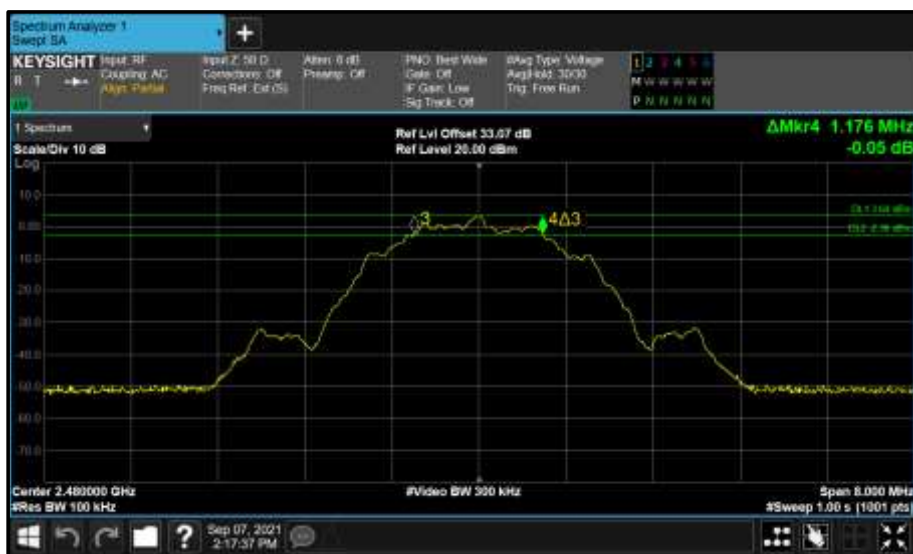 Spectrum Analyzer 1
Swept SA
+
KEYSIGHT
Input: RF
Coupling: AC
Align: Partial
Input Z: 50 Ω
Corrections: Off
Freq Ref: Ext (S)
Atten: 0 dB
Preamp: Off
PNO: Best Wide
Gate: Off
IF Gain: Low
Sig Track: Off
#Avg Type: Voltage
Avg|Hold: 30/30
Trig: Free Run
1 2 3 4 5 6
M W W W W W
P N N N N N
R T
1 Spectrum
Scale/Div 10 dB
Log
Ref Lvl Offset 33.07 dB
Ref Level 20.00 dBm
ΔMkr4 1.176 MHz
-0.05 dB
10.0
0.00
-10.0
-20.0
-30.0
-40.0
-50.0
-60.0
-70.0
3
4Δ3
Center 2.480000 GHz
#Res BW 100 kHz
#Video BW 300 kHz
Span 8.000 MHz
#Sweep 1.00 s (1001 pts)
?
Sep 07, 2021
2:17:37 PM